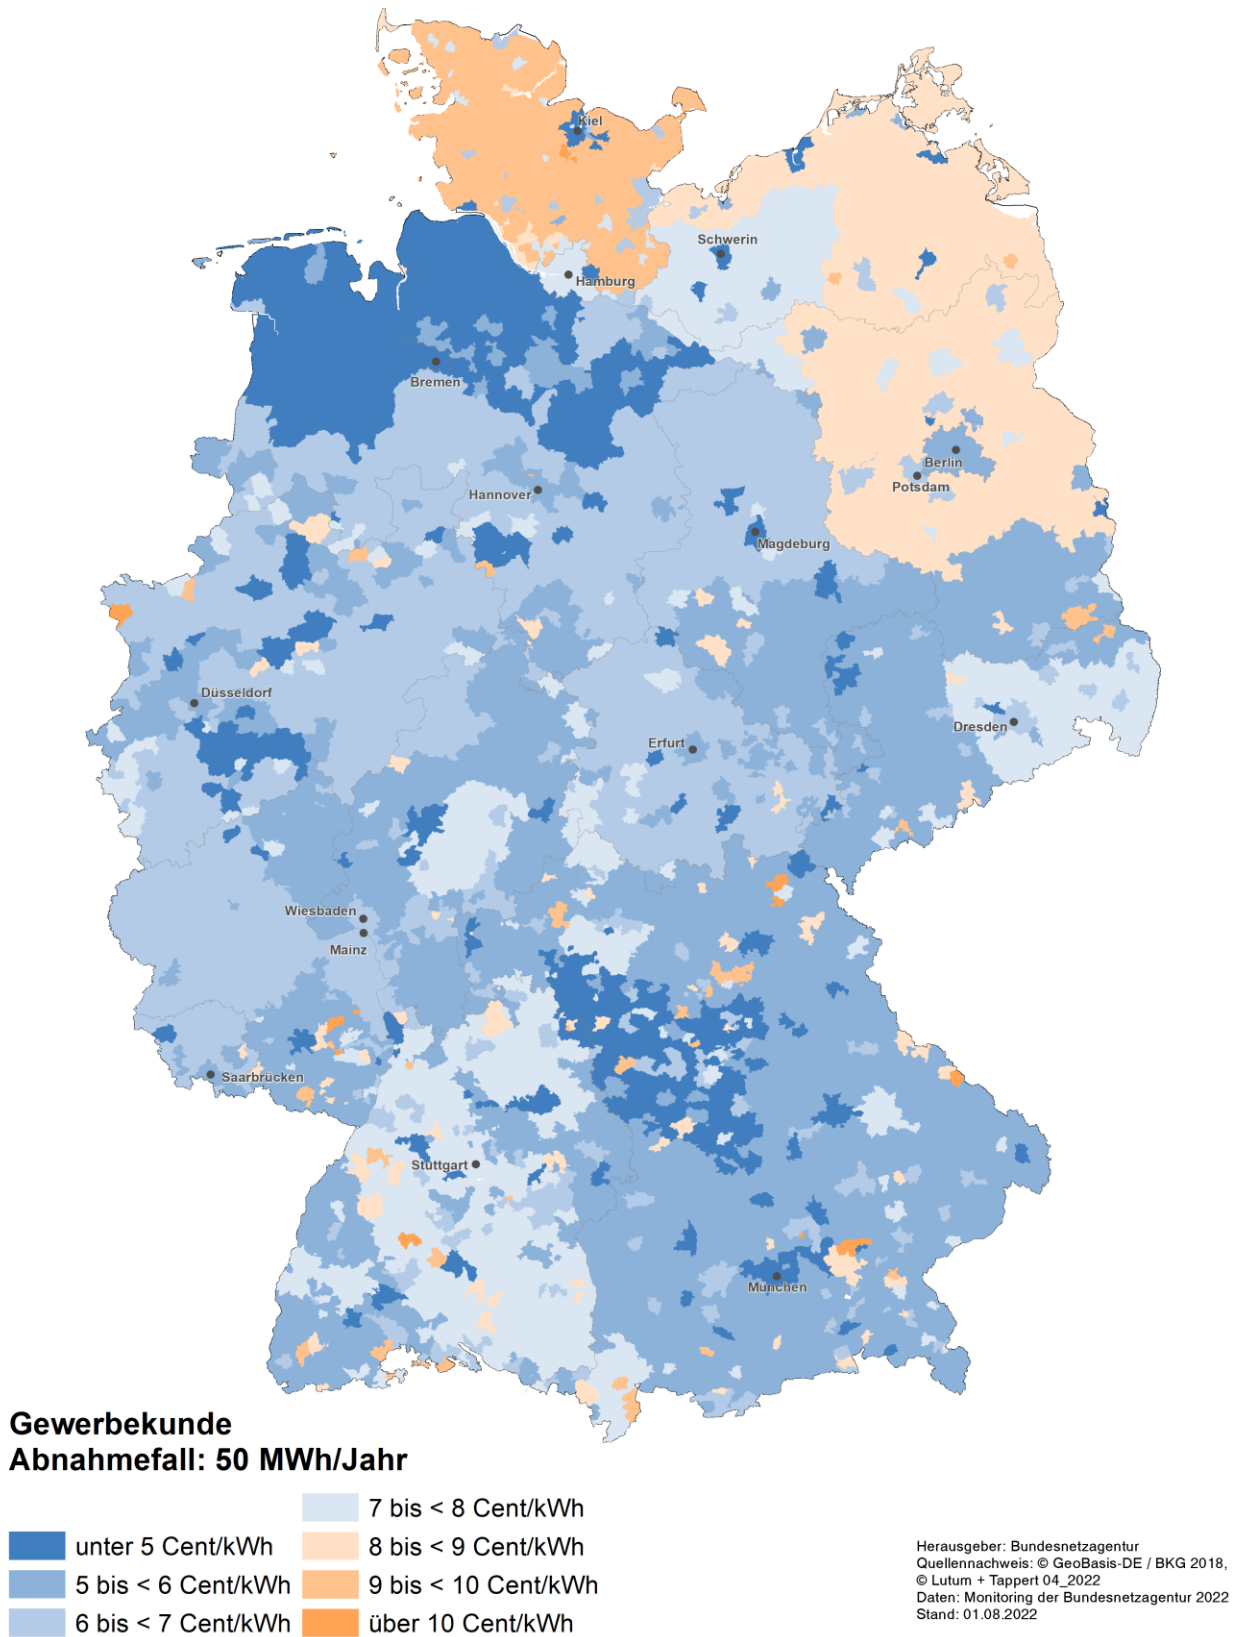 Kiel
Schwerin
Hamburg
Bremen
Berlin
Potsdam
Hannover
Magdeburg
Düsseldorf
Dresden
Erfurt
Wiesbaden
Mainz
Saarbrücken
Stuttgart
München
Gewerbekunde
Abnahmefall: 50 MWh/Jahr
unter 5 Cent/kWh
5 bis < 6 Cent/kWh
6 bis < 7 Cent/kWh
7 bis < 8 Cent/kWh
8 bis < 9 Cent/kWh
9 bis < 10 Cent/kWh
über 10 Cent/kWh
Herausgeber: Bundesnetzagentur
Quellennachweis: © GeoBasis-DE / BKG 2018,
© Lutum + Tappert 04_2022
Daten: Monitoring der Bundesnetzagentur 2022
Stand: 01.08.2022